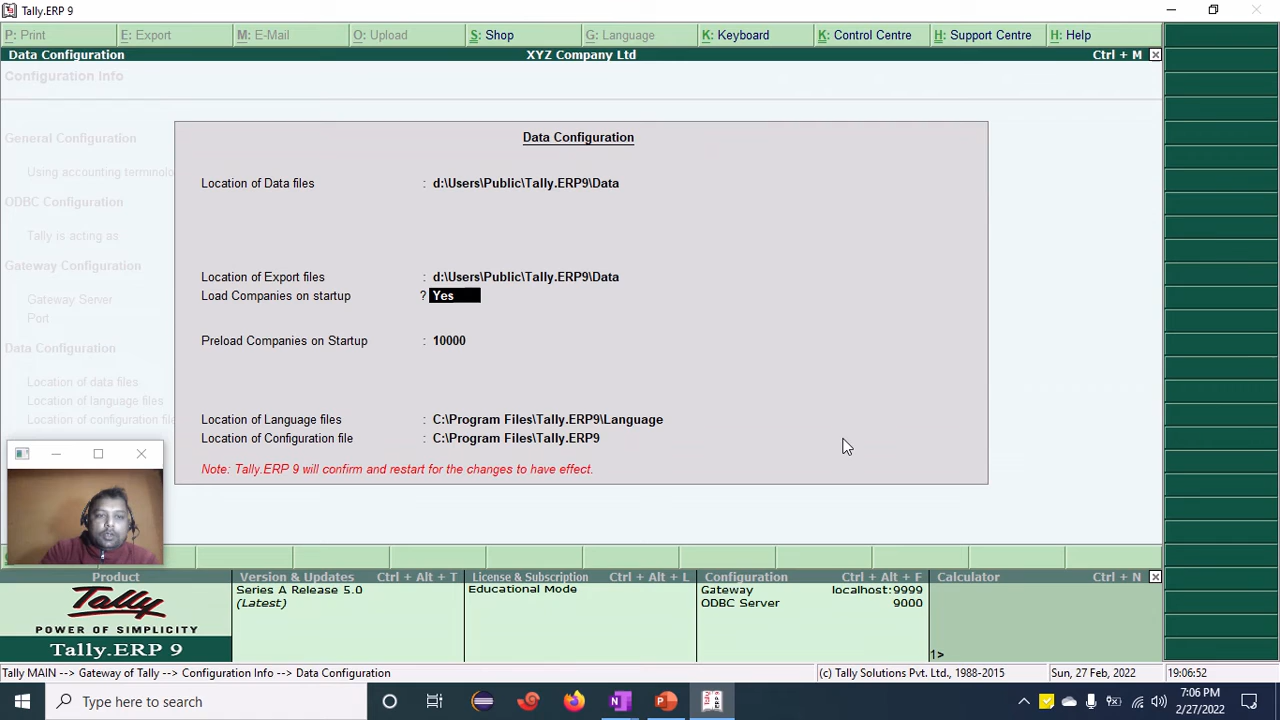 Tally.ERP 9
P: Print E: Export M: E-Mail O: Upload S: Shop G: Language K: Keyboard K: Control Centre H: Support Centre H: Help
Data Configuration XYZ Company Ltd Ctrl + M
Configuration Info
Data Configuration
General Configuration
Using accounting terminolo
Location of Data files : d:\Users\Public\Tally.ERP9\Data
ODBC Configuration
Tally is acting as
Gateway Configuration
Location of Export files : d:\Users\Public\Tally.ERP9\Data
Gateway Server
Load Companies on startup ? Yes
Port
Preload Companies on Startup : 10000
Data Configuration
Location of data files
Location of language files
Location of configuration fi
Location of Language files : C:\Program Files\Tally.ERP9\Language
Location of Configuration file : C:\Program Files\Tally.ERP9
Note: Tally.ERP 9 will confirm and restart for the changes to have effect.
Product Version & Updates Ctrl + Alt + T License & Subscription Ctrl + Alt + L Configuration Ctrl + Alt + F Calculator Ctrl + N
Series A Release 5.0 Educational Mode Gateway localhost:9999
(Latest) ODBC Server 9000
Tally
POWER OF SIMPLICITY
Tally.ERP 9
1>
Tally MAIN --> Gateway of Tally --> Configuration Info --> Data Configuration (c) Tally Solutions Pvt. Ltd., 1988-2015 Sun, 27 Feb, 2022 19:06:52
Type here to search
7:06 PM
2/27/2022